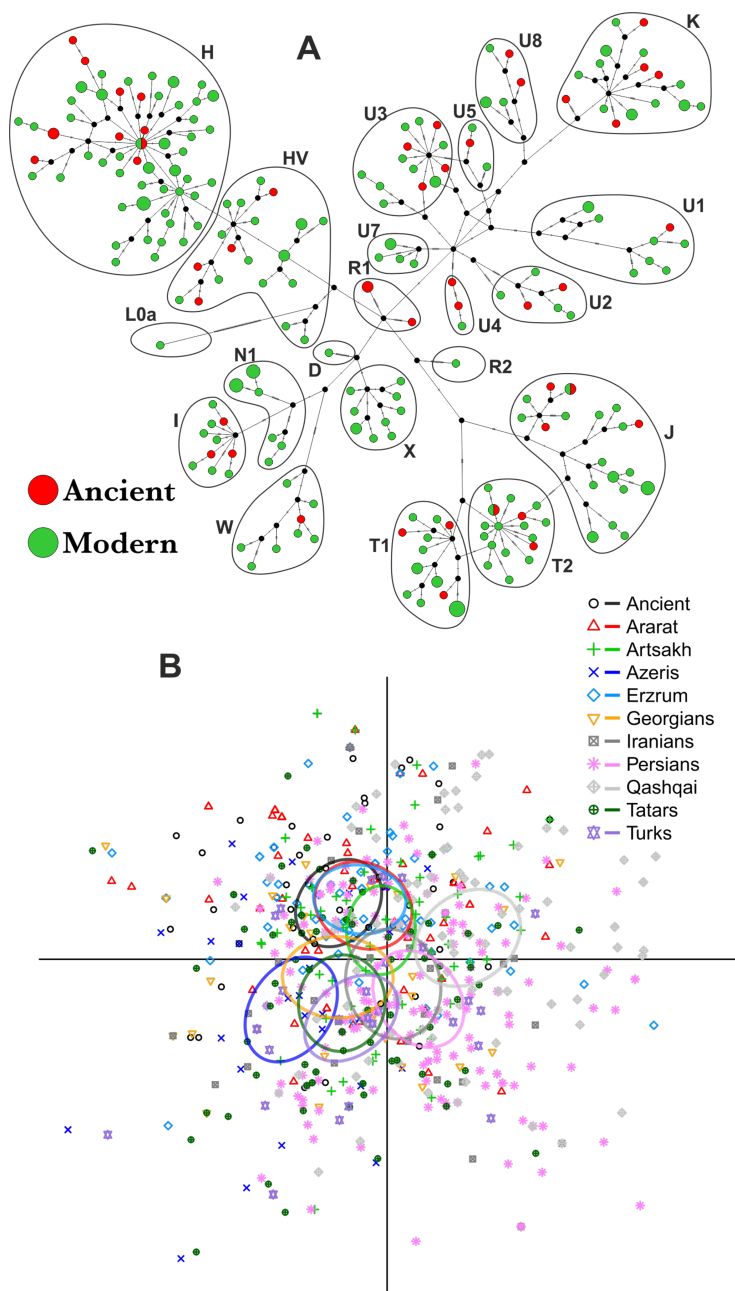 A
H
U8
K
U3
U5
HV
U7
U1
R1
L0a
U4
U2
N1
D
R2
I
X
J
Ancient
Modern
W
T1
T2
Ancient
B
Ararat
Artsakh
Azeris
Erzrum
Georgians
Iranians
Persians
Qashqai
Tatars
Turks